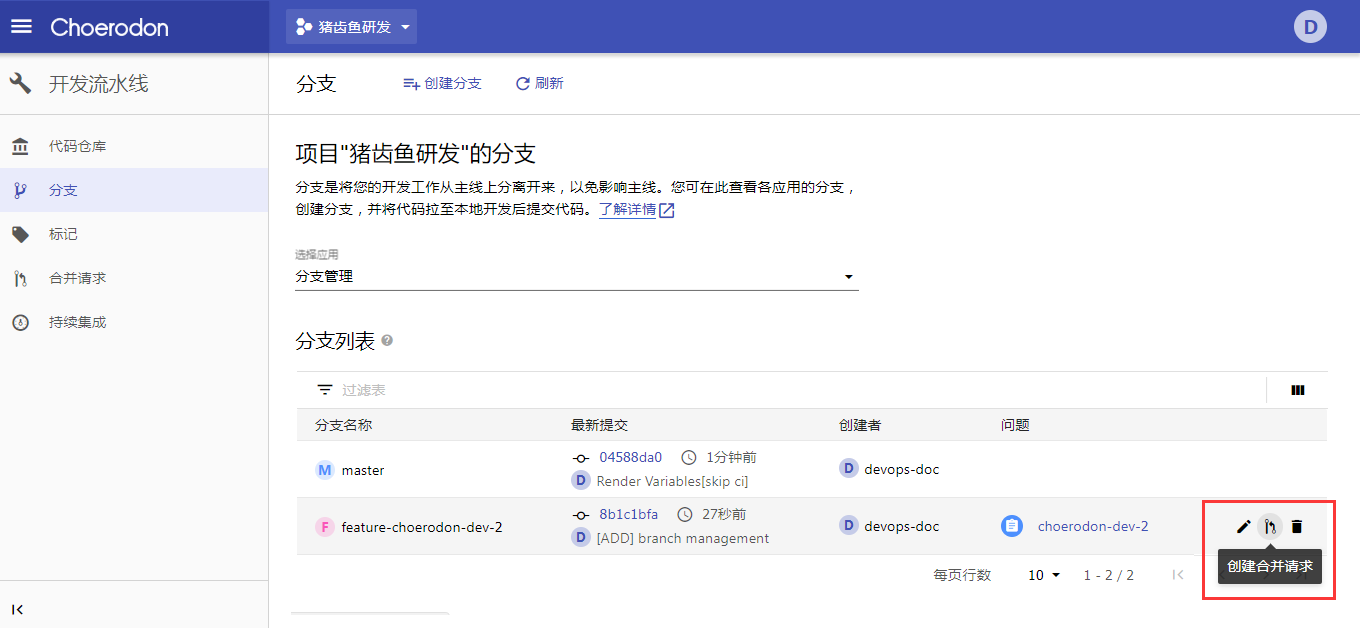 Choerodon
猪齿鱼研发
D
开发流水线
分支
创建分支
刷新
代码仓库
分支
标记
合并请求
持续集成
项目"猪齿鱼研发"的分支
分支是将您的开发工作从主线上分离开来，以免影响主线。您可在此查看各应用的分支，
创建分支，并将代码拉至本地开发后提交代码。了解详情
选择应用
分支管理
分支列表
过滤表
分支名称 最新提交 创建者 问题
M master 04588da0 1分钟前 D devops-doc
D Render Variables[skip ci]
F feature-choerodon-dev-2 8b1c1bfa 27秒前 D devops-doc choerodon-dev-2
D [ADD] branch management
创建合并请求
每页行数 10 1 - 2 / 2